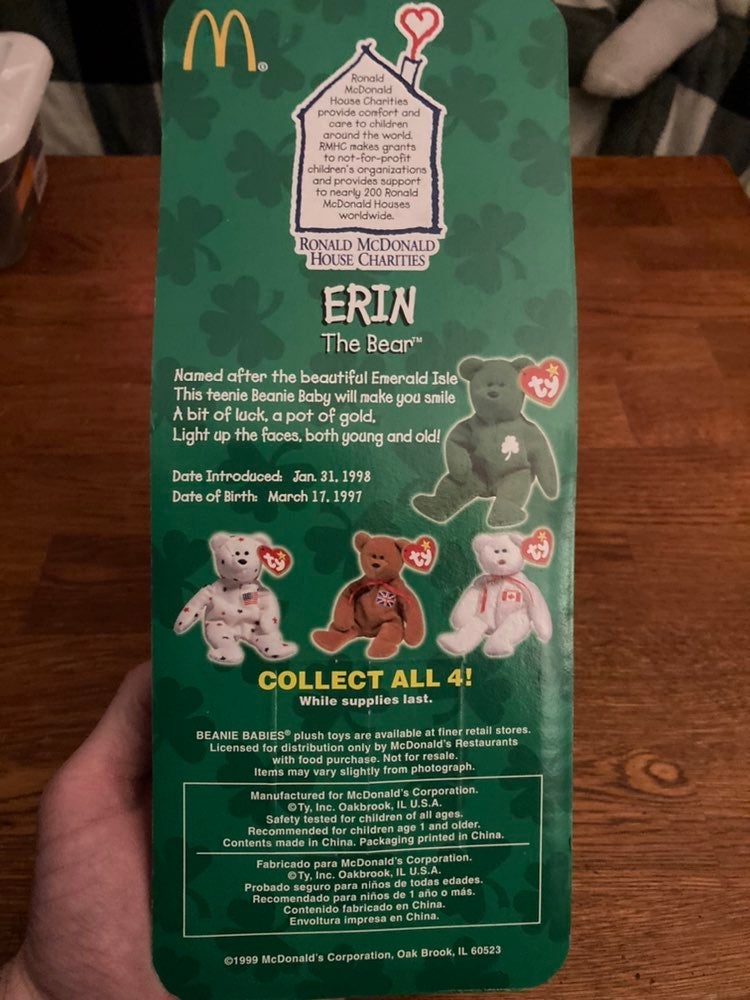 M®
Ronald
McDonald
House Charities
provide comfort and
care to children
around the world.
RMHC makes grants
to not-for-profit
children's organizations
and provides support
to nearly 200 Ronald
McDonald Houses
worldwide.
RONALD MCDONALD
HOUSE CHARITIES
ERIN
The Bear™
Named after the beautiful Emerald Isle
This teenie Beanie Baby will make you smile
A bit of luck, a pot of gold,
Light up the faces, both young and old!
ty
Date Introduced: Jan. 31, 1998
Date of Birth: March 17, 1997
ty
ty
ty
COLLECT ALL 4!
While supplies last.
BEANIE BABIES® plush toys are available at finer retail stores.
Licensed for distribution only by McDonald's Restaurants
with food purchase. Not for resale.
Items may vary slightly from photograph.
Manufactured for McDonald's Corporation.
©Ty, Inc. Oakbrook, IL U.S.A.
Safety tested for children of all ages.
Recommended for children age 1 and older.
Contents made in China. Packaging printed in China.
Fabricado para McDonald's Corporation.
©Ty, Inc. Oakbrook, IL U.S.A.
Probado seguro para niños de todas edades.
Recomendado para niños de 1 año o más.
Contenido fabricado en China.
Envoltura impresa en China.
©1999 McDonald's Corporation, Oak Brook, IL 60523